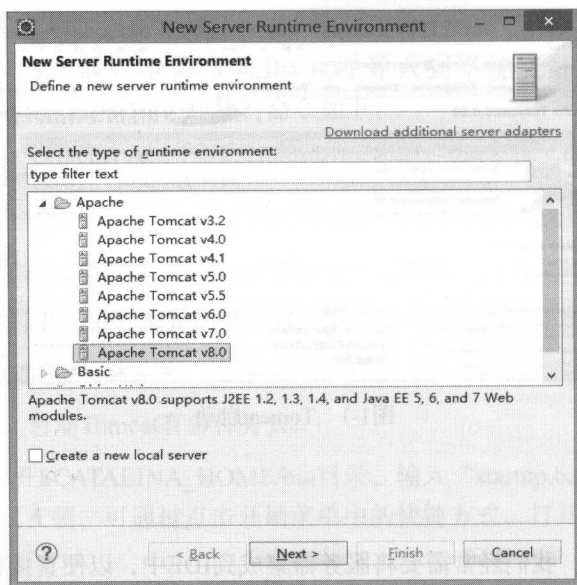 New Server Runtime Environment
New Server Runtime Environment
Define a new server runtime environment
Download additional server adapters
Select the type of runtime environment:
type filter text
Apache
Apache Tomcat v3.2
Apache Tomcat v4.0
Apache Tomcat v4.1
Apache Tomcat v5.0
Apache Tomcat v5.5
Apache Tomcat v6.0
Apache Tomcat v7.0
Apache Tomcat v8.0
Basic
Apache Tomcat v8.0 supports J2EE 1.2, 1.3, 1.4, and Java EE 5, 6, and 7 Web
modules.
Create a new local server
< Back
Next >
Finish
Cancel